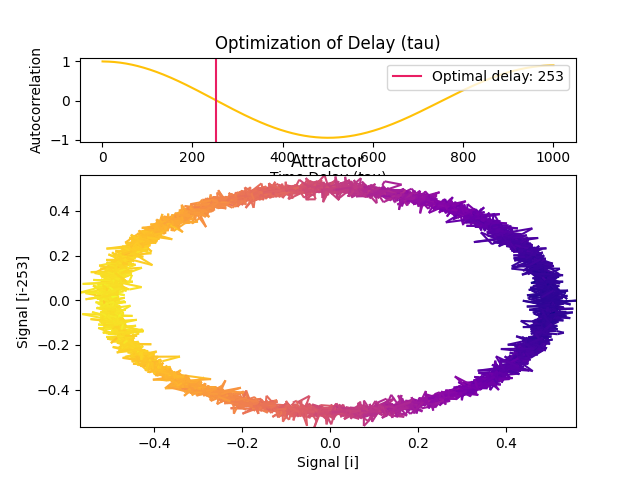 Optimization of Delay (tau)
Autocorrelation
1
0
−1
Optimal delay: 253
0
200
400
600
800
1000
Time Delay (tau)
Attractor
Signal [i-253]
0.4
0.2
0.0
−0.2
−0.4
−0.4
−0.2
0.0
0.2
0.4
Signal [i]